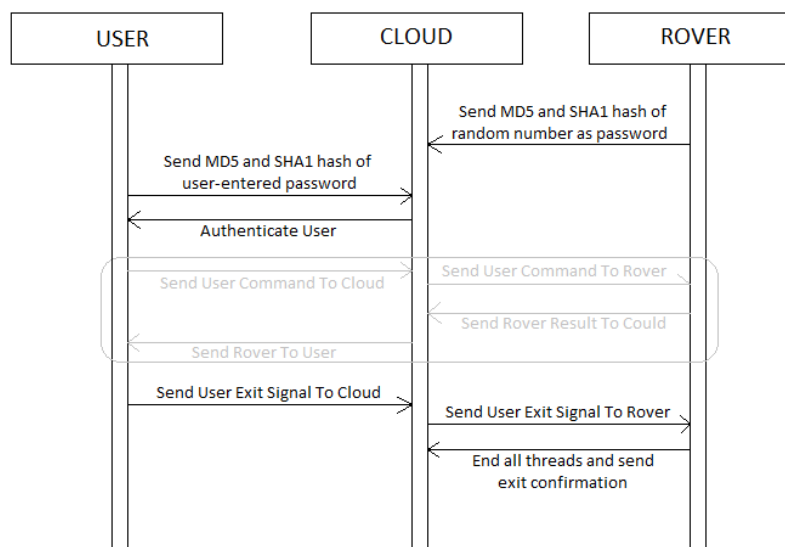 USER
CLOUD
ROVER
Send MD5 and SHA1 hash of
random number as password
Send MD5 and SHA1 hash of
user-entered password
Authenticate User
Send User Command To Cloud
Send User Command To Rover
Send Rover Result To Could
Send Rover To User
Send User Exit Signal To Cloud
Send User Exit Signal To Rover
End all threads and send
exit confirmation